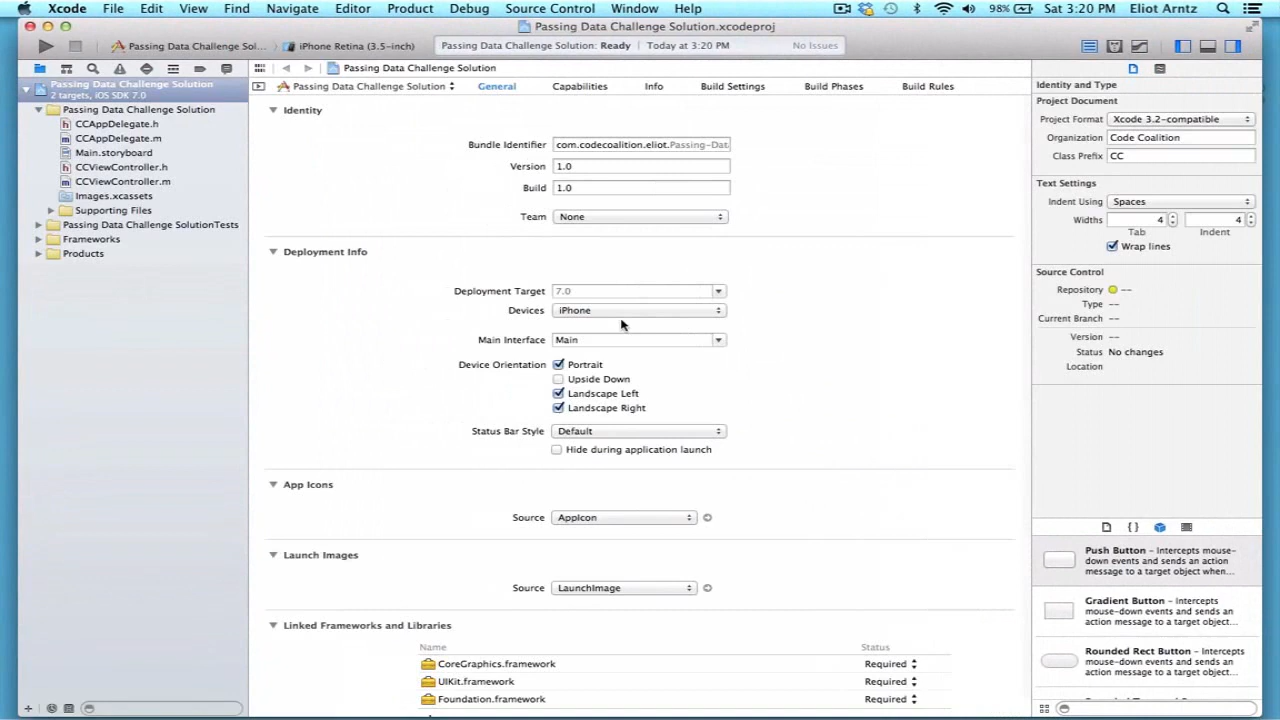 Xcode File Edit View Find Navigate Editor Product Debug Source Control Window Help 98% Sat 3:20 PM Eliot Arntz
Passing Data Challenge Solution.xcodeproj
Passing Data Challenge Sol... iPhone Retina (3.5-inch) Passing Data Challenge Solution: Ready Today at 3:20 PM No Issues
Passing Data Challenge Solution
2 targets, iOS SDK 7.0
Passing Data Challenge Solution
CCAppDelegate.h
CCAppDelegate.m
Main.storyboard
CCViewController.h
CCViewController.m
Images.xcassets
Supporting Files
Passing Data Challenge SolutionTests
Frameworks
Products
Passing Data Challenge Solution
Passing Data Challenge Solution General Capabilities Info Build Settings Build Phases Build Rules
Identity
Bundle Identifier com.codecoalition.eliot.Passing-Dat
Version 1.0
Build 1.0
Team None
Deployment Info
Deployment Target 7.0
Devices iPhone
Main Interface Main
Device Orientation Portrait
Upside Down
Landscape Left
Landscape Right
Status Bar Style Default
Hide during application launch
App Icons
Source AppIcon
Launch Images
Source LaunchImage
Linked Frameworks and Libraries
Name Status
CoreGraphics.framework Required
UIKit.framework Required
Foundation.framework Required
Identity and Type
Project Document
Project Format Xcode 3.2-compatible
Organization Code Coalition
Class Prefix CC
Text Settings
Indent Using Spaces
Widths 4 4
Tab Indent
Wrap lines
Source Control
Repository --
Type --
Current Branch --
Version --
Status No changes
Location
Push Button - Intercepts mouse-
down events and sends an action
message to a target object when...
Gradient Button - Intercepts
mouse-down events and sends an
action message to a target object...
Rounded Rect Button - Intercepts
mouse-down events and sends an
action message to a target object...